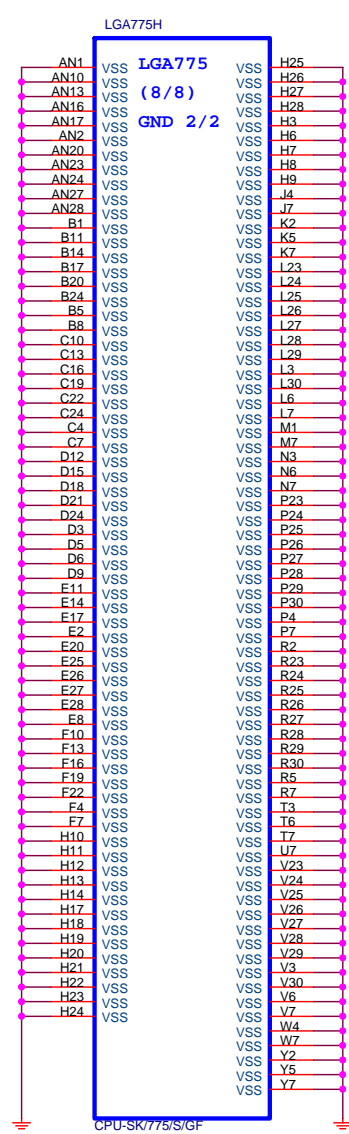 LGA775H
AN1 VSS LGA775 VSS H25
AN10 VSS VSS H26
AN13 VSS (8/8) VSS H27
AN16 VSS VSS H28
AN17 VSS GND 2/2 VSS H3
AN2 VSS VSS H6
AN20 VSS VSS H7
AN23 VSS VSS H8
AN24 VSS VSS H9
AN27 VSS VSS J4
AN28 VSS VSS J7
B1 VSS VSS K2
B11 VSS VSS K5
B14 VSS VSS K7
B17 VSS VSS L23
B20 VSS VSS L24
B24 VSS VSS L25
B5 VSS VSS L26
B8 VSS VSS L27
C10 VSS VSS L28
C13 VSS VSS L29
C16 VSS VSS L3
C19 VSS VSS L30
C22 VSS VSS L6
C24 VSS VSS L7
C4 VSS VSS M1
C7 VSS VSS M7
D12 VSS VSS N3
D15 VSS VSS N6
D18 VSS VSS N7
D21 VSS VSS P23
D24 VSS VSS P24
D3 VSS VSS P25
D5 VSS VSS P26
D6 VSS VSS P27
D9 VSS VSS P28
E11 VSS VSS P29
E14 VSS VSS P30
E17 VSS VSS P4
E2 VSS VSS P7
E20 VSS VSS R2
E25 VSS VSS R23
E26 VSS VSS R24
E27 VSS VSS R25
E28 VSS VSS R26
E8 VSS VSS R27
F10 VSS VSS R28
F13 VSS VSS R29
F16 VSS VSS R30
F19 VSS VSS R5
F22 VSS VSS R7
F4 VSS VSS T3
F7 VSS VSS T6
H10 VSS VSS T7
H11 VSS VSS U7
H12 VSS VSS V23
H13 VSS VSS V24
H14 VSS VSS V25
H17 VSS VSS V26
H18 VSS VSS V27
H19 VSS VSS V28
H20 VSS VSS V29
H21 VSS VSS V3
H22 VSS VSS V30
H23 VSS VSS V6
H24 VSS VSS V7
VSS W4
VSS W7
VSS Y2
VSS Y5
VSS Y7
CPU-SK/775/S/GF